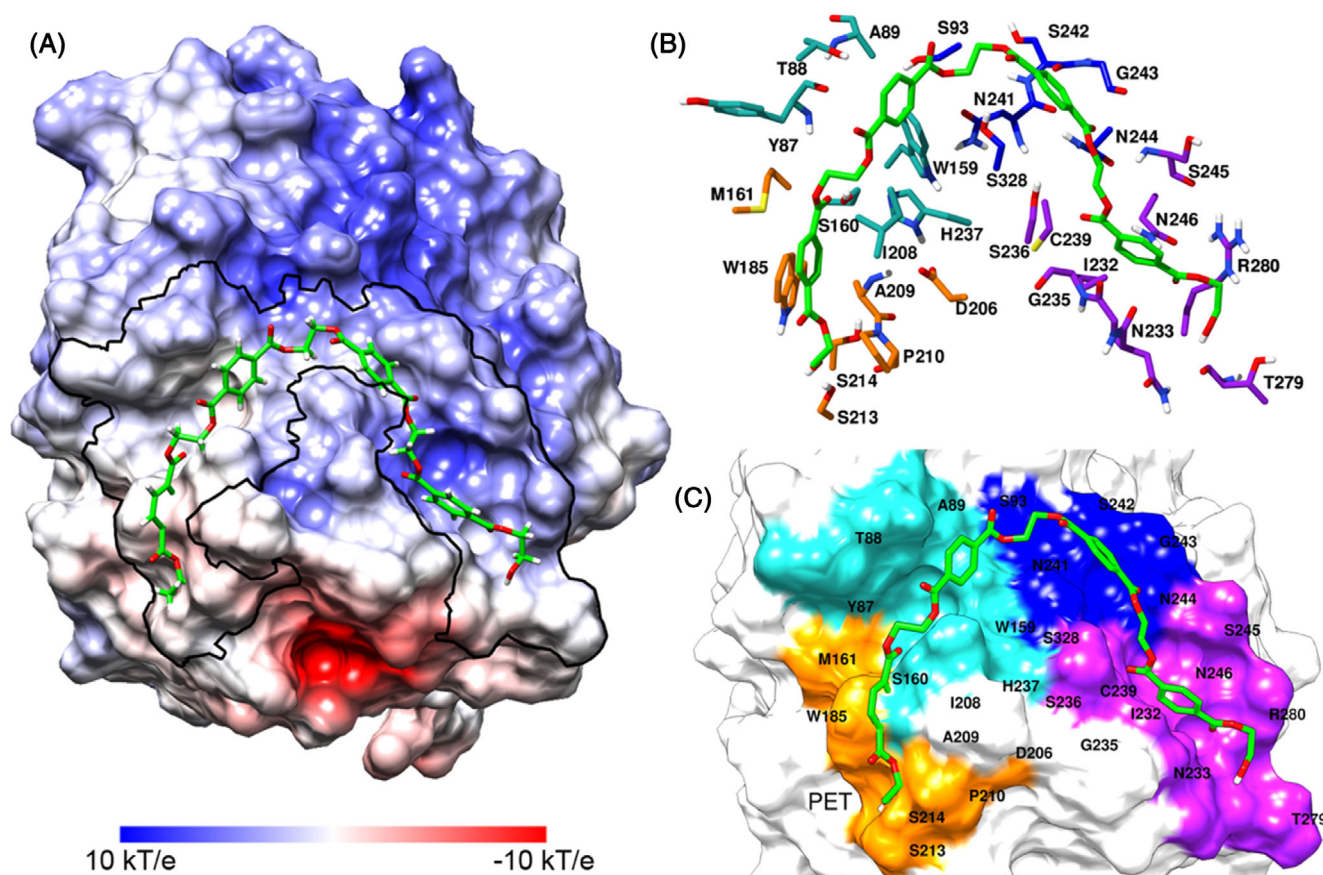 (A)
10 kT/e
-10 kT/e
(B)
A89
S93
S242
T88
G243
N241
Y87
N244
W159
S245
S328
M161
S160
N246
H237
S236
C239
I208
R280
W185
I232
A209
G235
D206
N233
P210
S214
T279
S213
(C)
S93
A89
S242
T88
G243
N241
N244
Y87
W159
S245
S328
M161
S160
N246
H237
C239
I208
S236
I232
R280
W185
A209
G235
D206
N233
PET
P210
S214
T279
S213